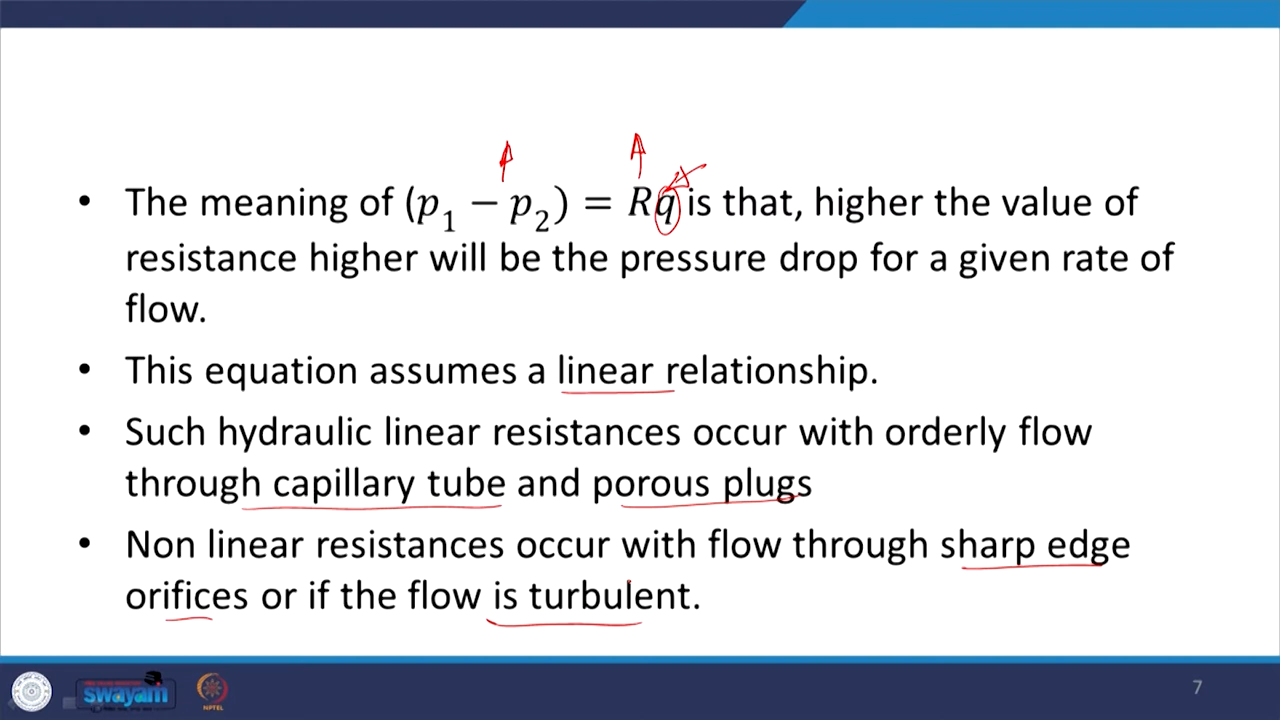 • The meaning of (p₁ − p₂) = Rq is that, higher the value of
resistance higher will be the pressure drop for a given rate of
flow.
• This equation assumes a linear relationship.
• Such hydraulic linear resistances occur with orderly flow
through capillary tube and porous plugs
• Non linear resistances occur with flow through sharp edge
orifices or if the flow is turbulent.
swayam
NPTEL
7